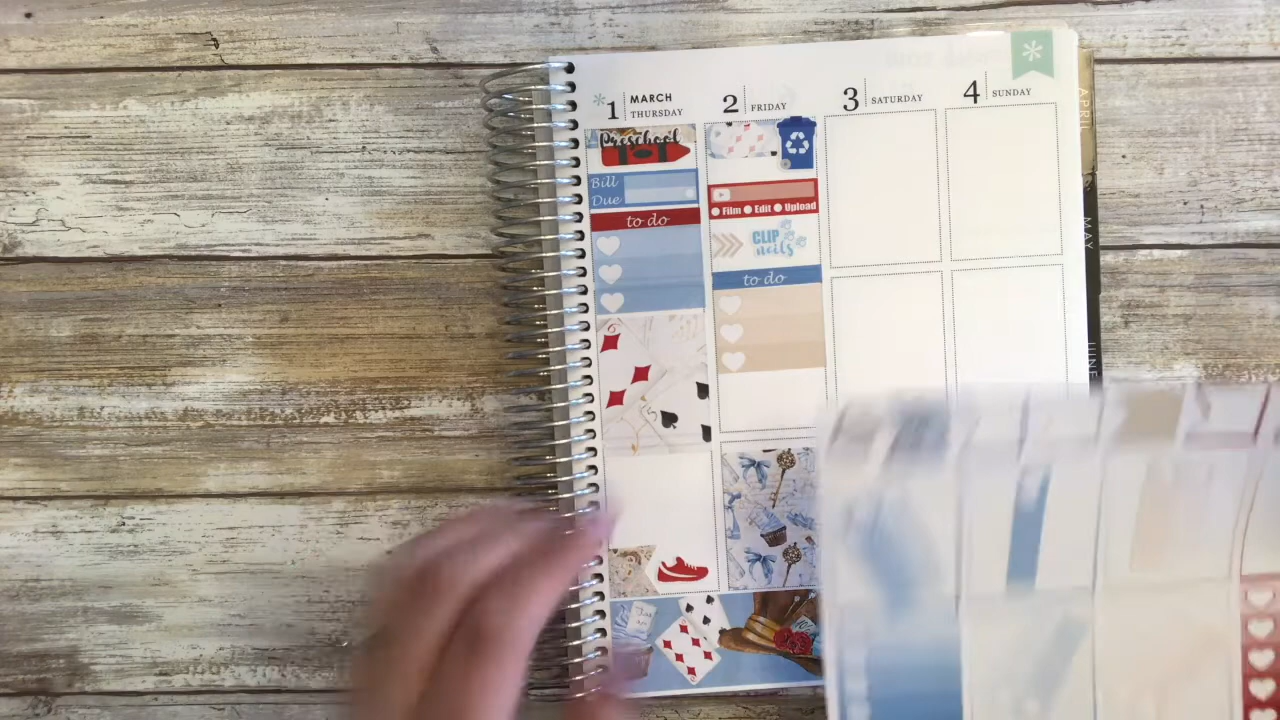 1 MARCH THURSDAY
2 FRIDAY
3 SATURDAY
4 SUNDAY
Preschool
Bill Due
to do
Film Edit Upload
CLIP nails
to do
APRIL
MAY
JUNE